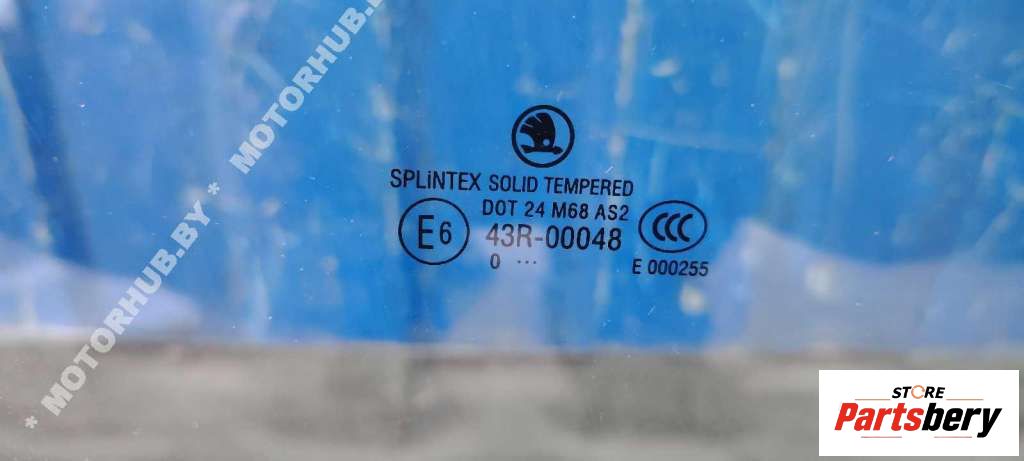 * MOTORHUB.BY * MOTORHUB.BY
SPLiNTEX SOLID TEMPERED
DOT 24 M68 AS2
E6 43R-00048 CCC
0 ...
E 000255
STORE
Partsbery